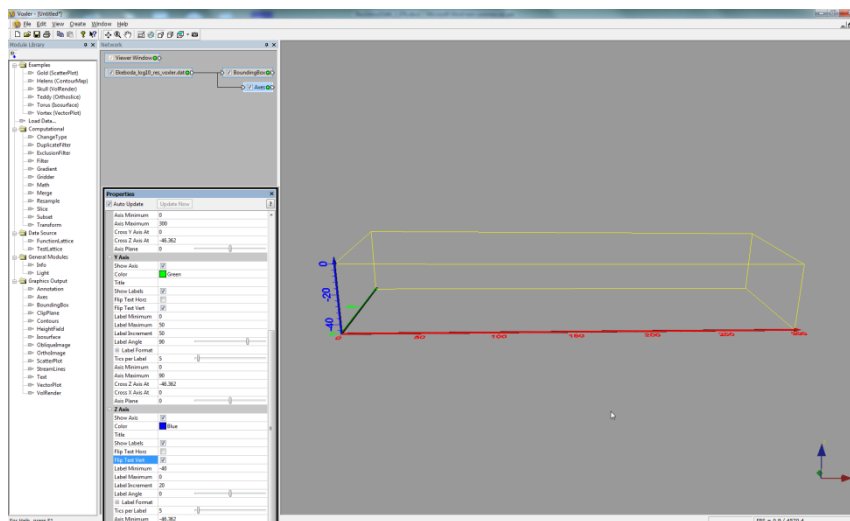 Voxler - [Untitled*]
File Edit View Create Window Help
Module Library
Network
Viewer Window
BoundingBox
Axes
Examples
Gold (ScatterPlot)
Helens (ContourMap)
Skull (VolRender)
Teddy (Orthoslice)
Torus (Isosurface)
Vortex (VectorPlot)
Load Data...
Computational
ChangeType
DuplicateFilter
ExclusionFilter
Filter
Gradient
Gridder
Math
Merge
Resample
Slice
Subset
Transform
Data Source
FunctionLattice
TestLattice
General Modules
Info
Light
Graphics Output
Annotation
Axes
BoundingBox
ClipPlane
Contours
HeightField
Isosurface
ObliqueImage
OrthoImage
ScatterPlot
StreamLines
Text
VectorPlot
VolRender
Properties
Auto Update Update Now
Axis Minimum 0
Axis Maximum 300
Cross Y Axis At 0
Cross Z Axis At -46.362
Axis Plane 0
Y Axis
Show Axis
Color Green
Title
Show Labels
Flip Text Horz
Flip Text Vert
Label Minimum 0
Label Maximum 50
Label Increment 50
Label Angle 90
Label Format
Tics per Label 5
Axis Minimum 0
Axis Maximum 90
Cross Z Axis At -46.362
Cross X Axis At 0
Axis Plane 0
Z Axis
Show Axis
Color Blue
Title
Show Labels
Flip Text Horz
Flip Text Vert
Label Minimum -40
Label Maximum 0
Label Increment 20
Label Angle 0
Label Format
Tics per Label 5
Axis Minimum -46.362
0
-20
-40
0 50 100 150 200 250 300